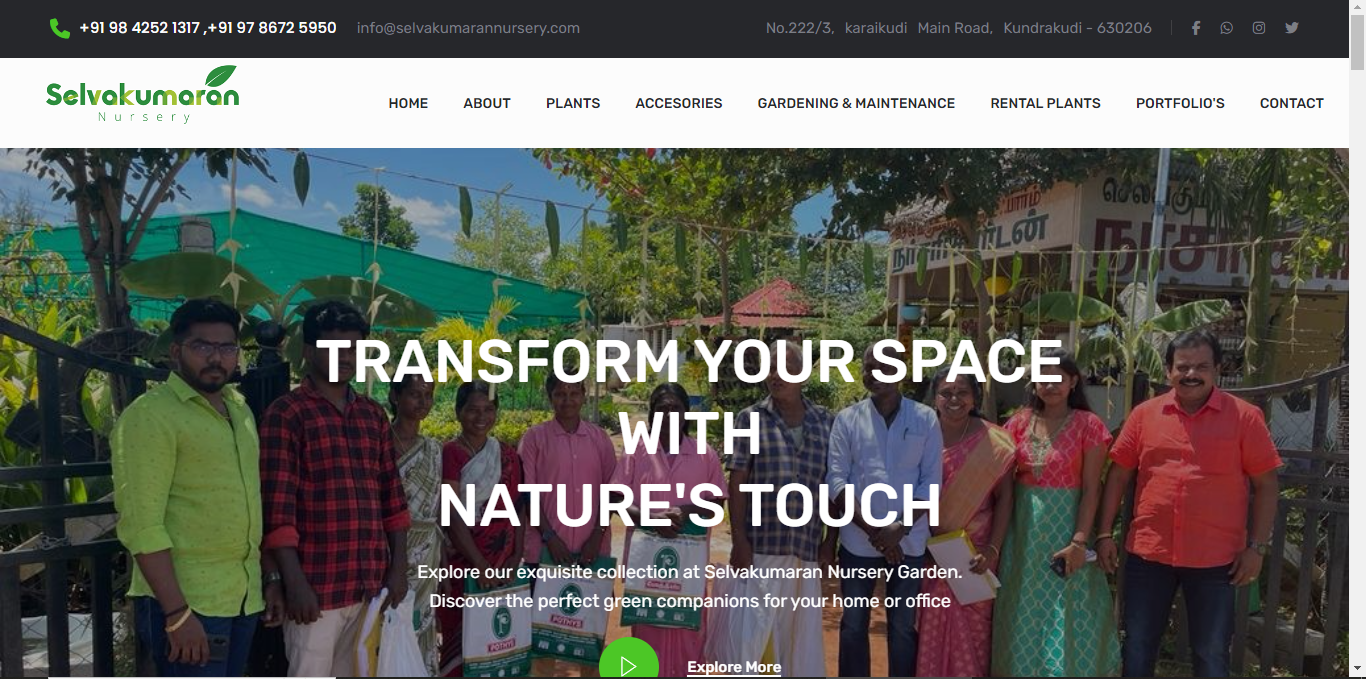 +91 98 4252 1317 ,+91 97 8672 5950
info@selvakumarannursery.com
No.222/3, karaikudi Main Road, Kundrakudi - 630206
Selvakumaran
Nursery
HOME
ABOUT
PLANTS
ACCESORIES
GARDENING & MAINTENANCE
RENTAL PLANTS
PORTFOLIO'S
CONTACT
TRANSFORM YOUR SPACE
WITH
NATURE'S TOUCH
Explore our exquisite collection at Selvakumaran Nursery Garden.
Discover the perfect green companions for your home or office
POTHYS
POTHYS
Explore More